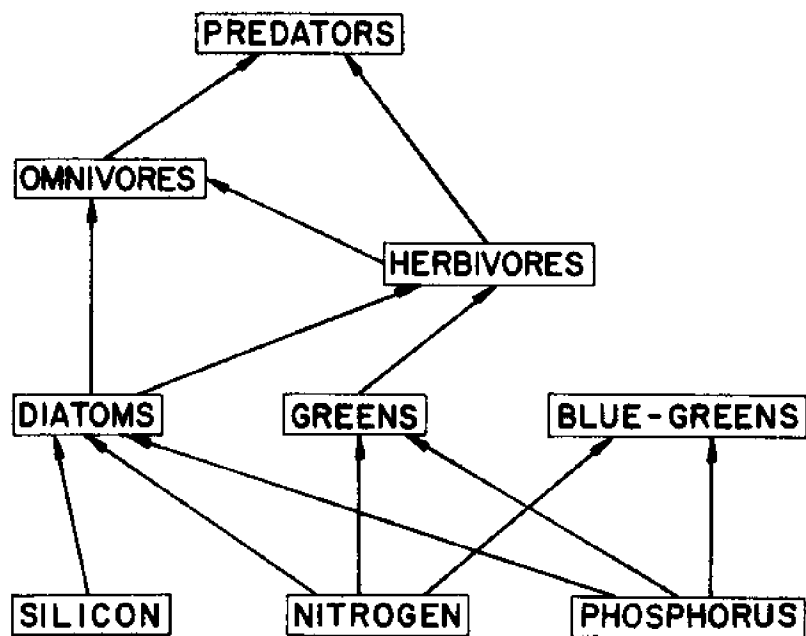 PREDATORS
OMNIVORES
HERBIVORES
DIATOMS
GREENS
BLUE-GREENS
SILICON
NITROGEN
PHOSPHORUS